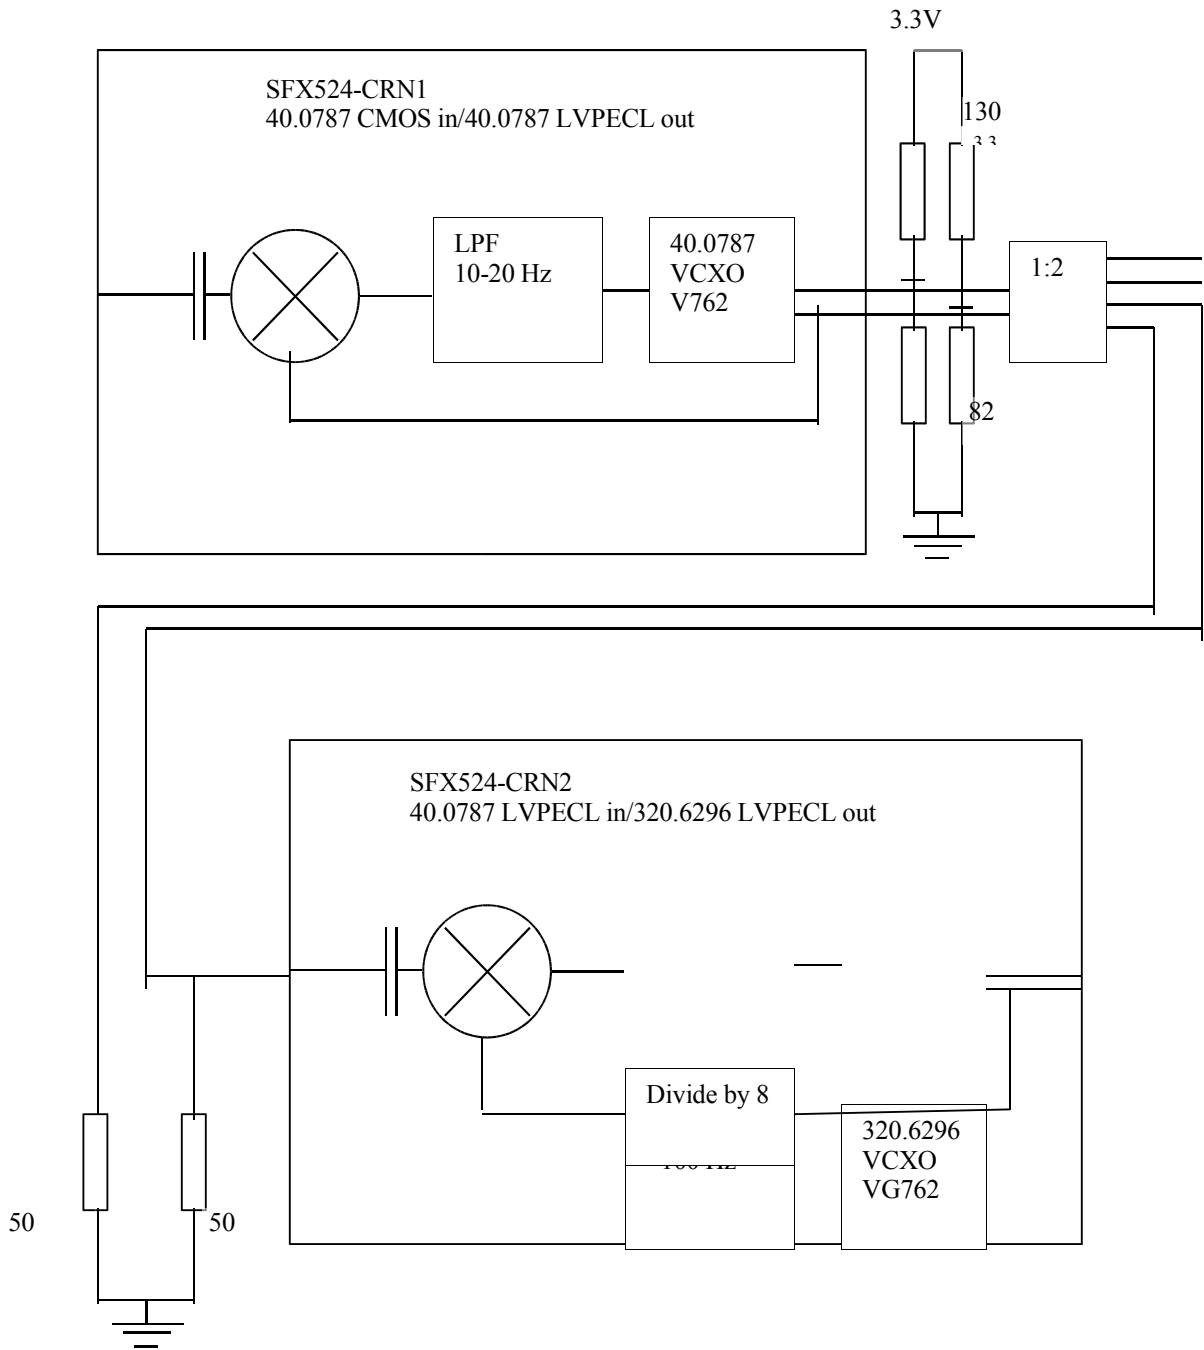 3.3V
SFX524-CRN1
40.0787 CMOS in/40.0787 LVPECL out
130
3.3
LPF
10-20 Hz
40.0787
VCXO
V762
1:2
82
SFX524-CRN2
40.0787 LVPECL in/320.6296 LVPECL out
Divide by 8
320.6296
VCXO
VG762
50
50